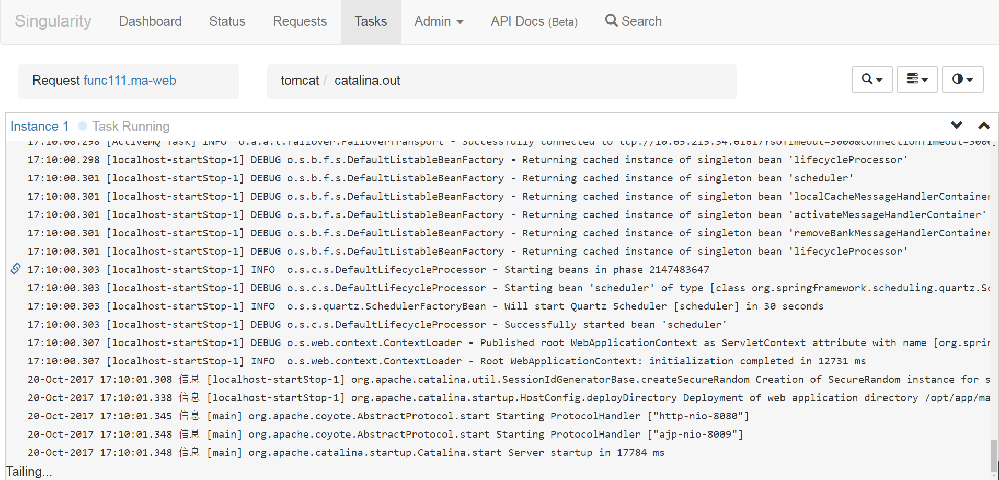 Singularity Dashboard Status Requests Tasks Admin API Docs (Beta) Search
Request func111.ma-web tomcat / catalina.out
Instance 1 Task Running
17:10:00.298 [ActiveMQ Task] INFO  o.a.a.t.failover.FailoverTransport - Successfully connected to tcp://10.65.215.34:61617?soTimeout=3000&connectionTimeout=300
17:10:00.298 [localhost-startStop-1] DEBUG o.s.b.f.s.DefaultListableBeanFactory - Returning cached instance of singleton bean 'lifecycleProcessor'
17:10:00.301 [localhost-startStop-1] DEBUG o.s.b.f.s.DefaultListableBeanFactory - Returning cached instance of singleton bean 'scheduler'
17:10:00.301 [localhost-startStop-1] DEBUG o.s.b.f.s.DefaultListableBeanFactory - Returning cached instance of singleton bean 'localCacheMessageHandlerContainer
17:10:00.301 [localhost-startStop-1] DEBUG o.s.b.f.s.DefaultListableBeanFactory - Returning cached instance of singleton bean 'activateMessageHandlerContainer'
17:10:00.301 [localhost-startStop-1] DEBUG o.s.b.f.s.DefaultListableBeanFactory - Returning cached instance of singleton bean 'removeBankMessageHandlerContainer
17:10:00.301 [localhost-startStop-1] DEBUG o.s.b.f.s.DefaultListableBeanFactory - Returning cached instance of singleton bean 'lifecycleProcessor'
17:10:00.303 [localhost-startStop-1] INFO  o.s.c.s.DefaultLifecycleProcessor - Starting beans in phase 2147483647
17:10:00.303 [localhost-startStop-1] DEBUG o.s.c.s.DefaultLifecycleProcessor - Starting bean 'scheduler' of type [class org.springframework.scheduling.quartz.Sc
17:10:00.303 [localhost-startStop-1] INFO  o.s.s.quartz.SchedulerFactoryBean - Will start Quartz Scheduler [scheduler] in 30 seconds
17:10:00.303 [localhost-startStop-1] DEBUG o.s.c.s.DefaultLifecycleProcessor - Successfully started bean 'scheduler'
17:10:00.307 [localhost-startStop-1] DEBUG o.s.web.context.ContextLoader - Published root WebApplicationContext as ServletContext attribute with name [org.sprin
17:10:00.307 [localhost-startStop-1] INFO  o.s.web.context.ContextLoader - Root WebApplicationContext: initialization completed in 12731 ms
20-Oct-2017 17:10:01.308 信息 [localhost-startStop-1] org.apache.catalina.util.SessionIdGeneratorBase.createSecureRandom Creation of SecureRandom instance for s
20-Oct-2017 17:10:01.338 信息 [localhost-startStop-1] org.apache.catalina.startup.HostConfig.deployDirectory Deployment of web application directory /opt/app/ma
20-Oct-2017 17:10:01.345 信息 [main] org.apache.coyote.AbstractProtocol.start Starting ProtocolHandler ["http-nio-8080"]
20-Oct-2017 17:10:01.348 信息 [main] org.apache.coyote.AbstractProtocol.start Starting ProtocolHandler ["ajp-nio-8009"]
20-Oct-2017 17:10:01.348 信息 [main] org.apache.catalina.startup.Catalina.start Server startup in 17784 ms
Tailing...